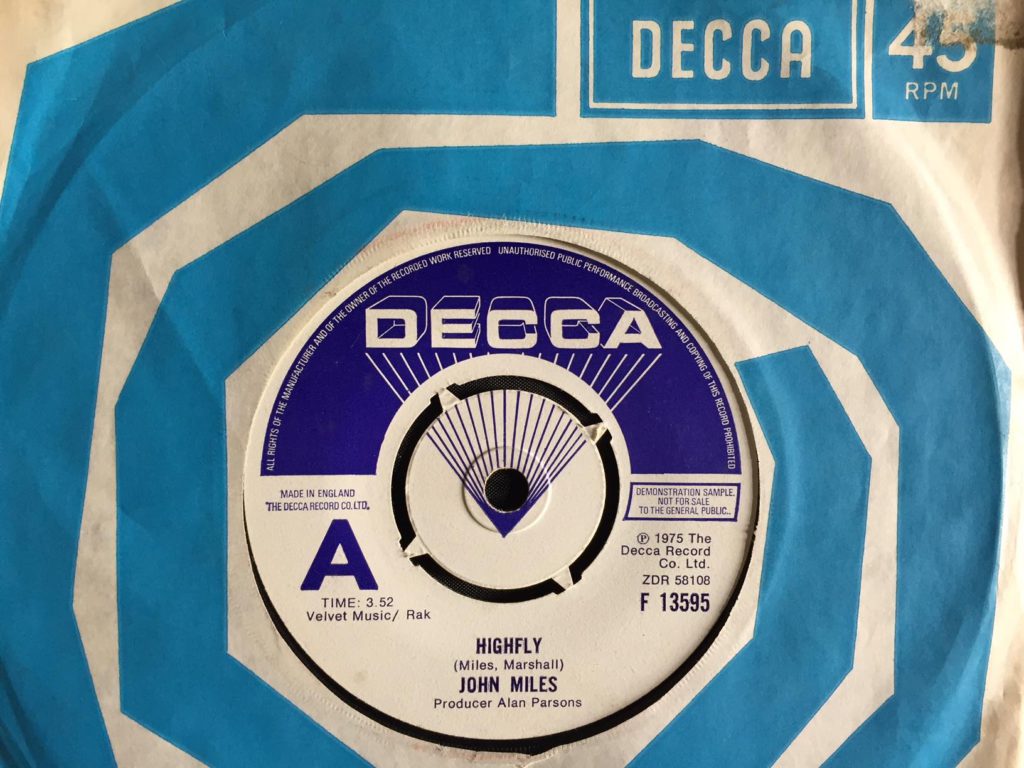 DECCA
45
RPM
ALL RIGHTS OF THE MANUFACTURER AND OF THE OWNER OF THE RECORDED WORK RESERVED UNAUTHORISED PUBLIC PERFORMANCE BROADCASTING AND COPYING OF THIS RECORD PROHIBITED
DECCA
MADE IN ENGLAND
"THE DECCA RECORD CO. LTD."
A
TIME: 3.52
Velvet Music/ Rak
DEMONSTRATION SAMPLE.
NOT FOR SALE
TO THE GENERAL PUBLIC.
℗ 1975 The
Decca Record
Co. Ltd.
ZDR 58108
F 13595
HIGHFLY
(Miles, Marshall)
JOHN MILES
Producer Alan Parsons